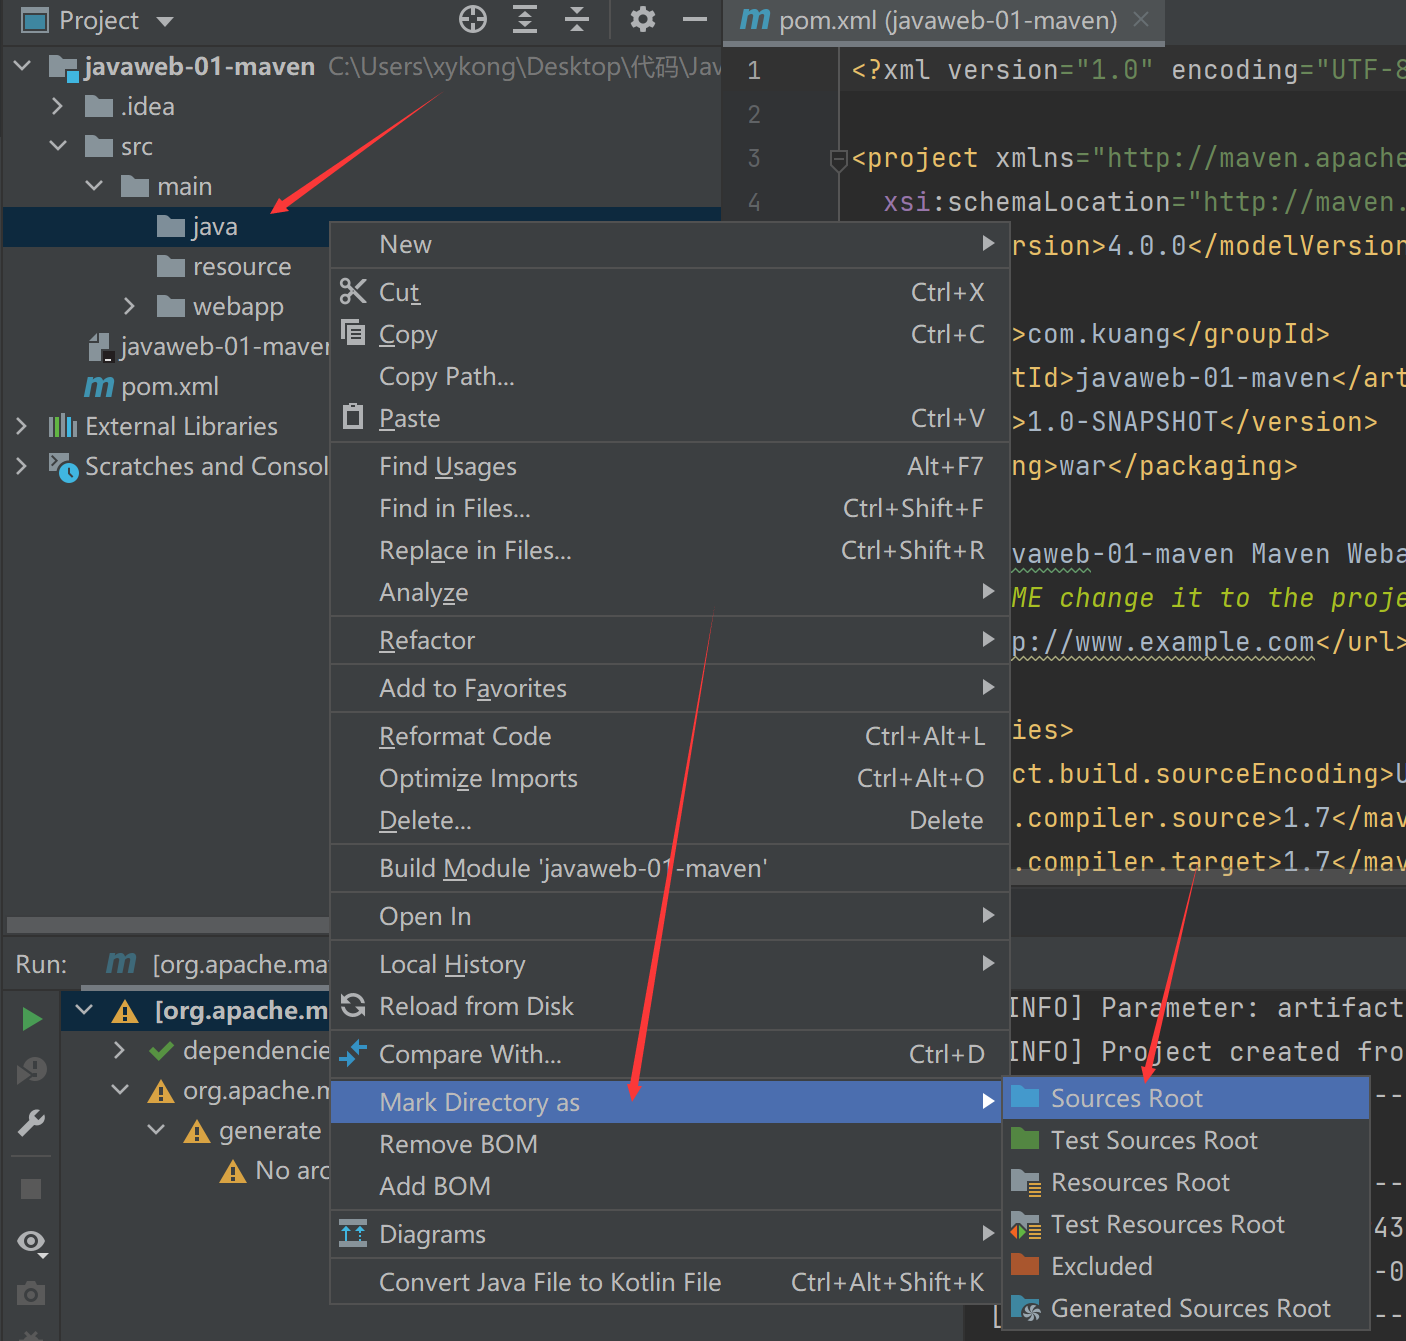 Project
pom.xml (javaweb-01-maven)
javaweb-01-maven C:\Users\xykong\Desktop\代码\Jav
.idea
src
main
java
resource
webapp
javaweb-01-maven
pom.xml
External Libraries
Scratches and Consol
1 <?xml version="1.0" encoding="UTF-8
2
3 <project xmlns="http://maven.apache
4 xsi:schemaLocation="http://maven.
rsion>4.0.0</modelVersion
>com.kuang</groupId>
tId>javaweb-01-maven</art
>1.0-SNAPSHOT</version>
ng>war</packaging>
vaweb-01-maven Maven Weba
ME change it to the proje
p://www.example.com</url>
ies>
ct.build.sourceEncoding>U
.compiler.source>1.7</mav
.compiler.target>1.7</mav
New
Cut Ctrl+X
Copy Ctrl+C
Copy Path...
Paste Ctrl+V
Find Usages Alt+F7
Find in Files... Ctrl+Shift+F
Replace in Files... Ctrl+Shift+R
Analyze
Refactor
Add to Favorites
Reformat Code Ctrl+Alt+L
Optimize Imports Ctrl+Alt+O
Delete... Delete
Build Module 'javaweb-01-maven'
Open In
Local History
Reload from Disk
Compare With... Ctrl+D
Mark Directory as
Remove BOM
Add BOM
Diagrams
Convert Java File to Kotlin File Ctrl+Alt+Shift+K
Sources Root
Test Sources Root
Resources Root
Test Resources Root
Excluded
Generated Sources Root
Run: [org.apache.ma
[org.apache.m
dependencie
org.apache.m
generate
No arc
INFO] Parameter: artifact
INFO] Project created fro
--
--
43
-0
--